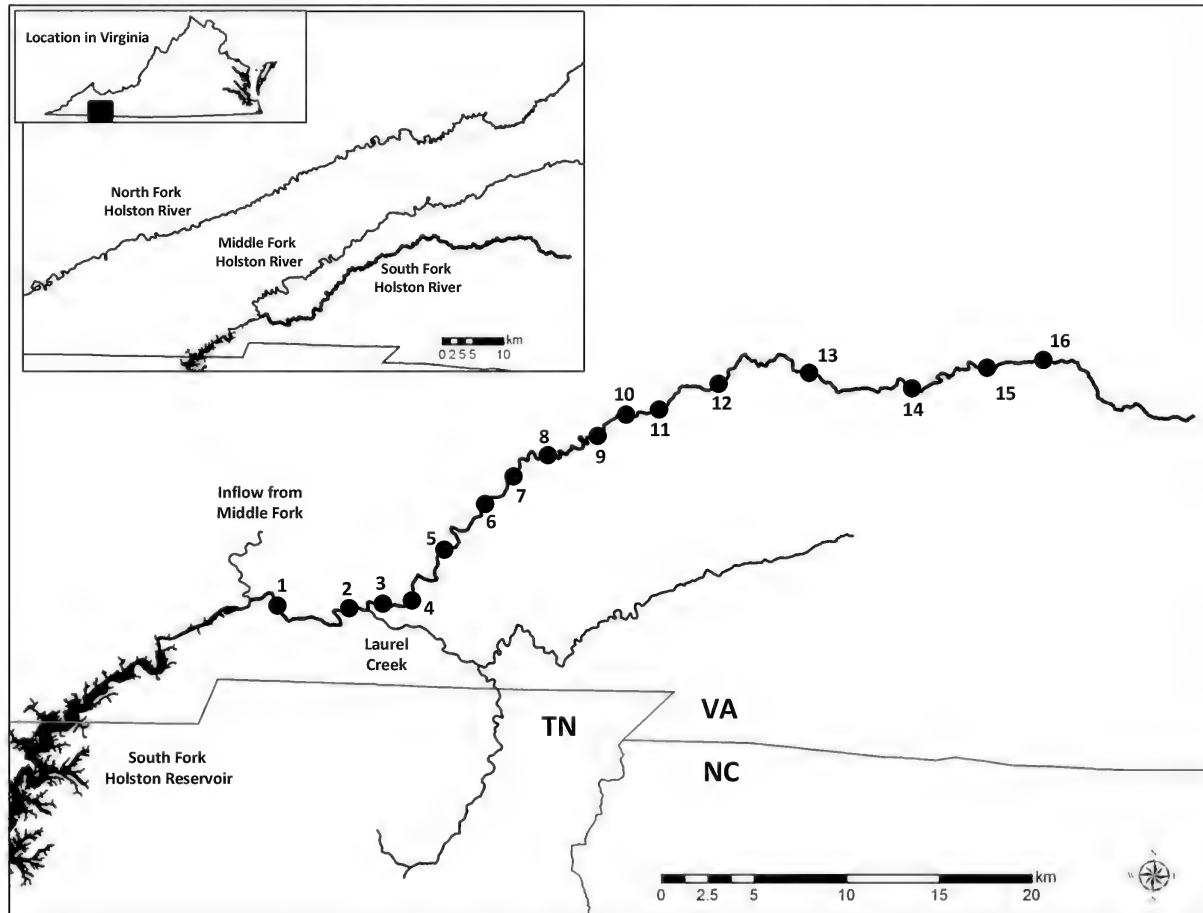 Location in Virginia
North Fork
Holston River
Middle Fork
Holston River
South Fork
Holston River
km
0 2.5 5 10
16
13
12
14
15
10
11
8
9
7
6
5
Inflow from
Middle Fork
1
2
3
4
Laurel
Creek
TN
VA
NC
South Fork
Holston Reservoir
km
0 2.5 5 10 15 20